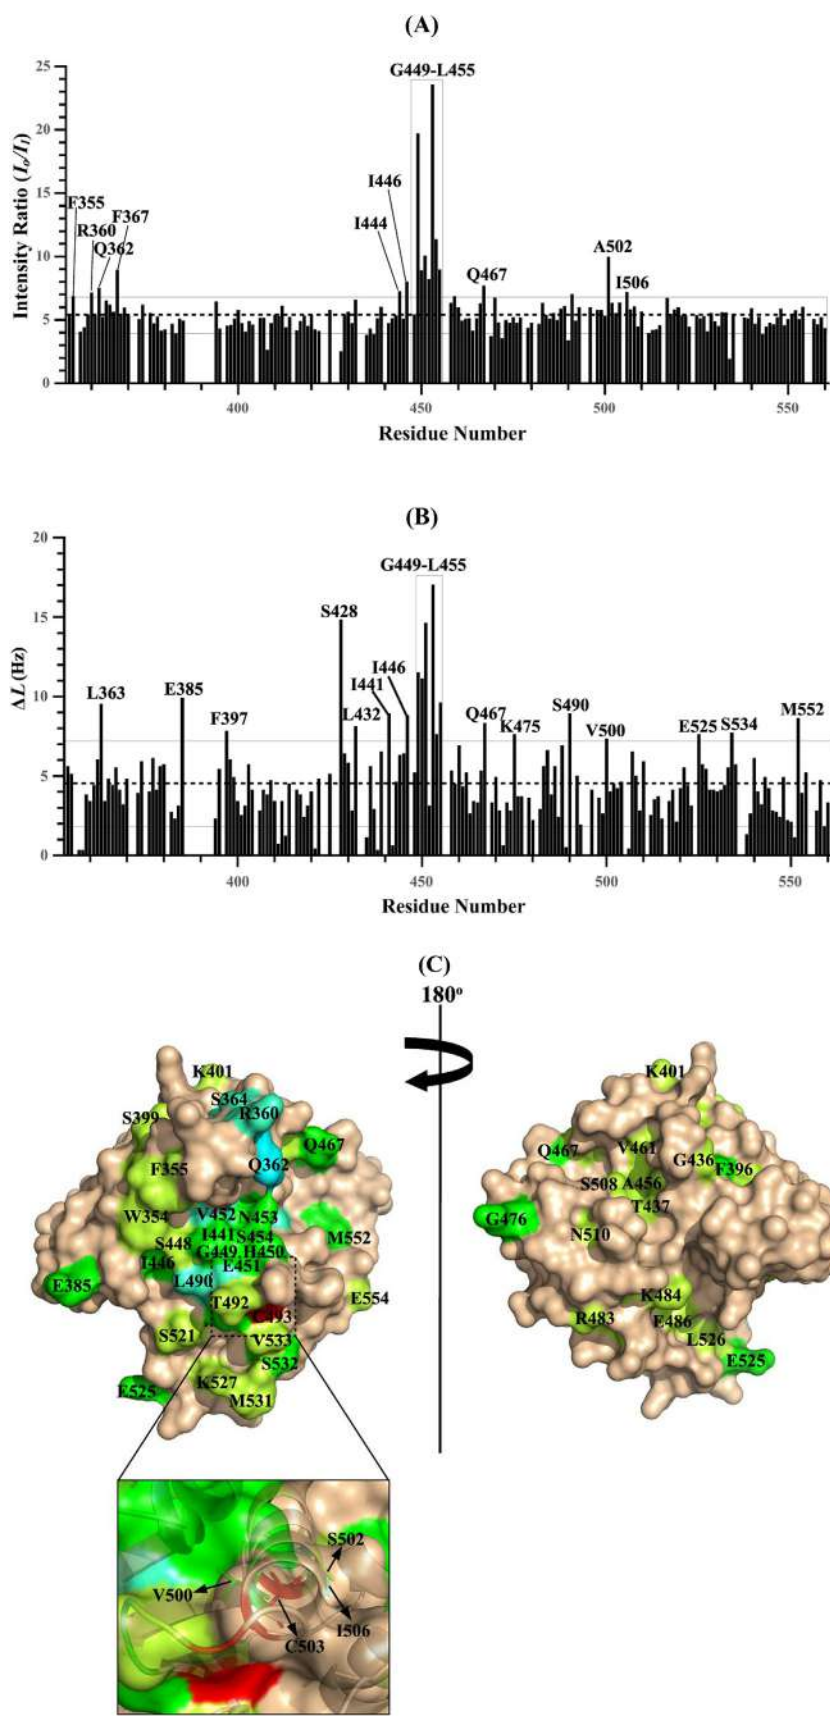 (A)
25
G449-L455
20
I446
15
F355
F367
I444
R360
A502
10
Q362
Q467
I506
5
0
Intensity Ratio (Io/I1)
400
450
500
550
Residue Number
(B)
20
G449-L455
S428
15
I446
E385
I441
S490
L363
M552
10
F397
L432
Q467
K475
V500
E525
S534
5
0
ΔL (Hz)
400
450
500
550
Residue Number
(C)
180º
K401
S364
R360
S399
Q467
F355
Q362
W354
V452
N453
I441
S454
M552
S448
G449
H450
I446
E451
E385
L490
T492
E554
S521
V533
S532
K527
E525
M531
K401
V461
Q467
G436
F396
S508
A456
T437
G476
N510
K484
R483
E486
L526
E525
S502
V500
I506
C503